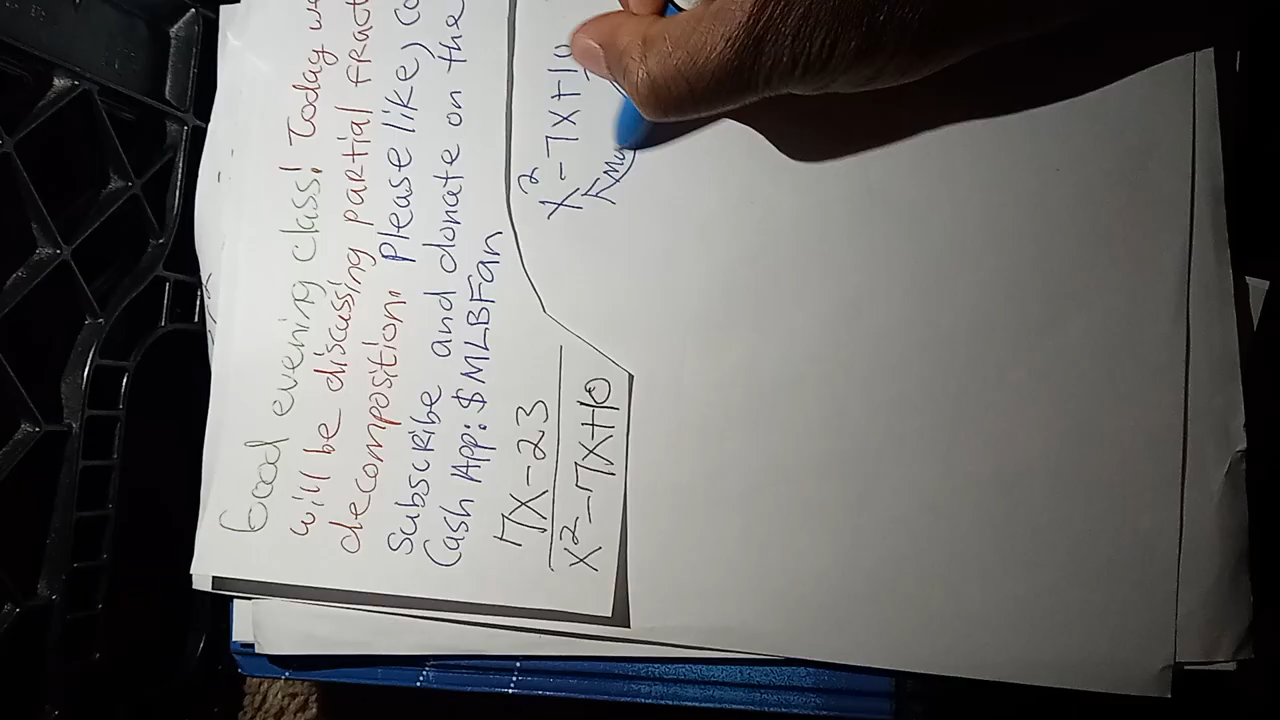 Good evening class! Today we
will be discussing partial fract
decomposition. Please like, co
subscribe and donate on the
Cash App: $MLBFan
7x-23
x²-7x+10
x²-7x+10